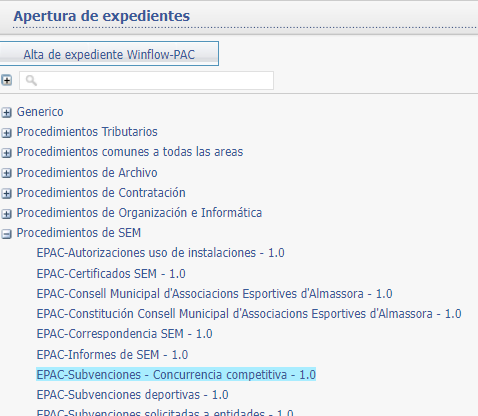 Apertura de expedientes
Alta de expediente Winflow-PAC
Generico
Procedimientos Tributarios
Procedimientos comunes a todas las areas
Procedimientos de Archivo
Procedimientos de Contratación
Procedimientos de Organización e Informática
Procedimientos de SEM
EPAC-Autorizaciones uso de instalaciones - 1.0
EPAC-Certificados SEM - 1.0
EPAC-Consell Municipal d'Associacions Esportives d'Almassora - 1.0
EPAC-Constitución Consell Municipal d'Associacions Esportives d'Almassora - 1.0
EPAC-Correspondencia SEM - 1.0
EPAC-Informes de SEM - 1.0
EPAC-Subvenciones - Concurrencia competitiva - 1.0
EPAC-Subvenciones deportivas - 1.0
EPAC-Subvenciones solicitadas a entidades - 1.0